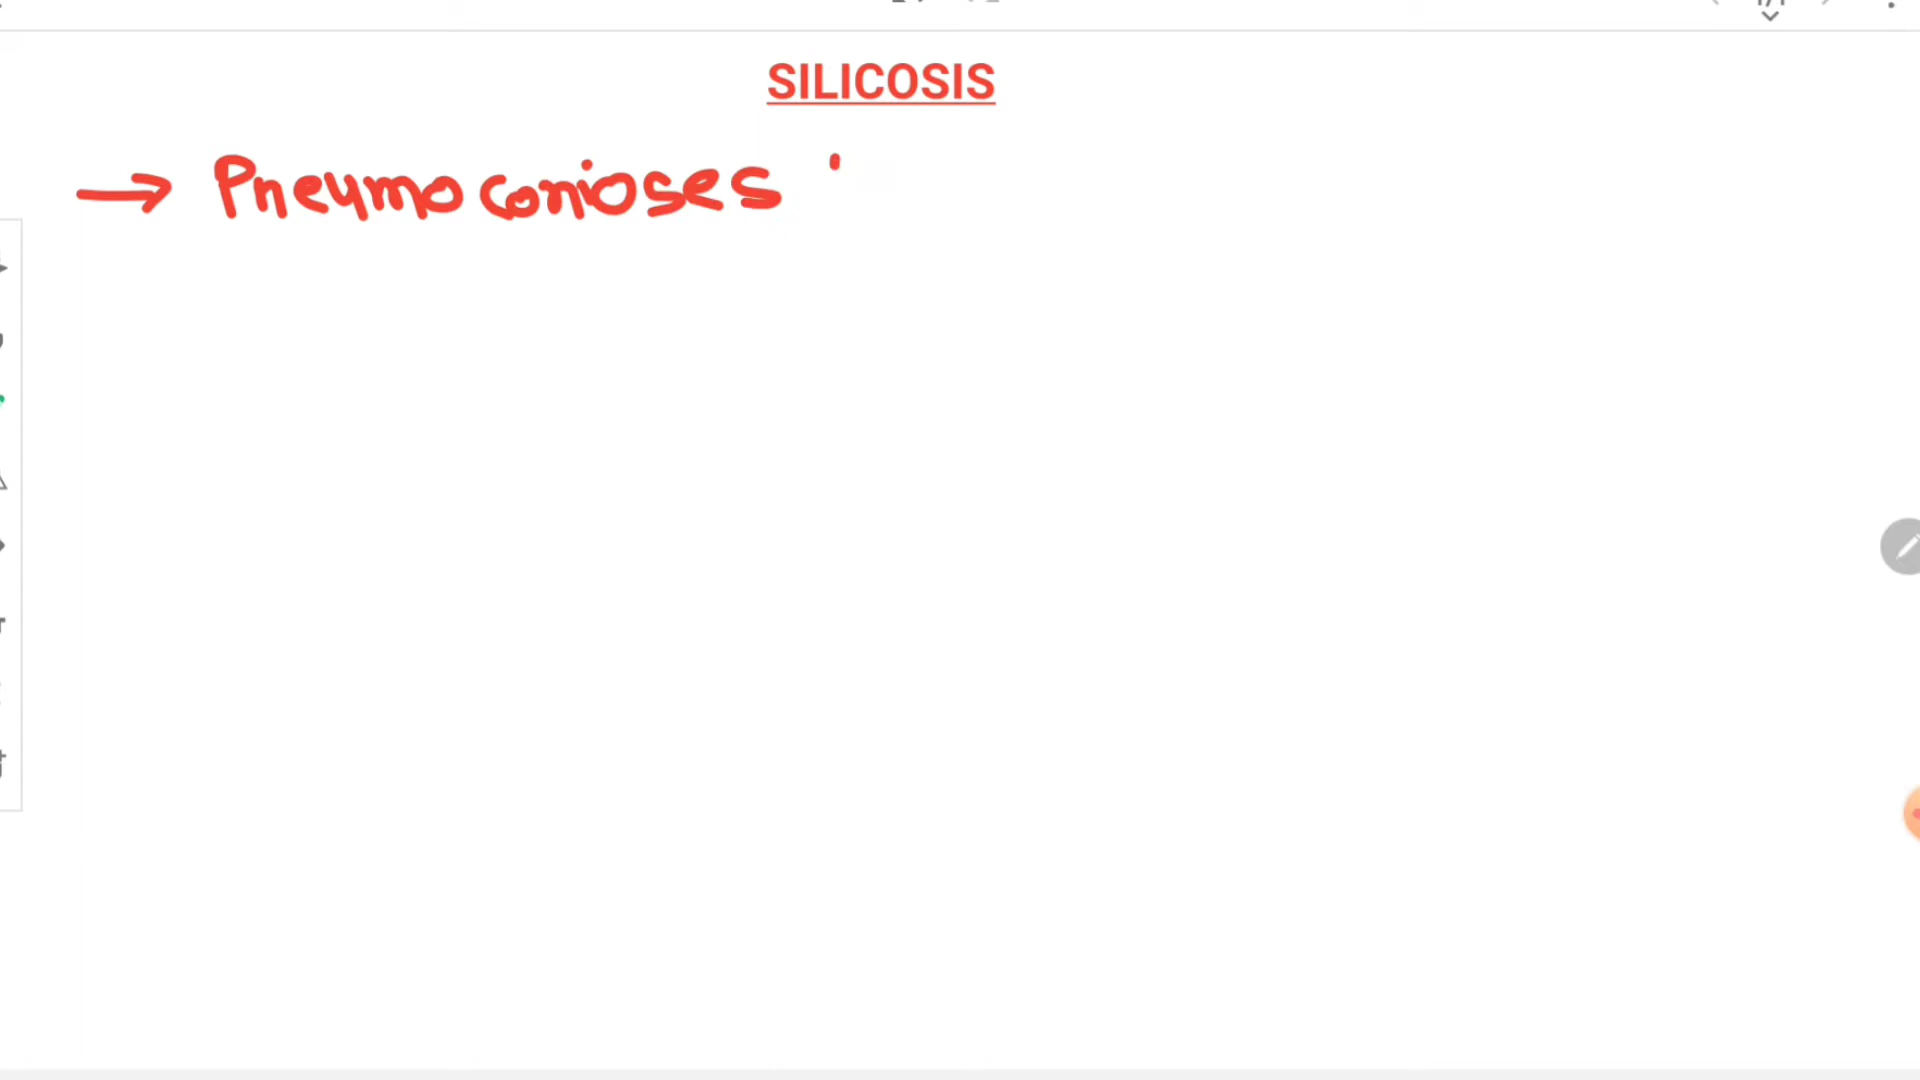 SILICOSIS
→ Pneumoconioses '